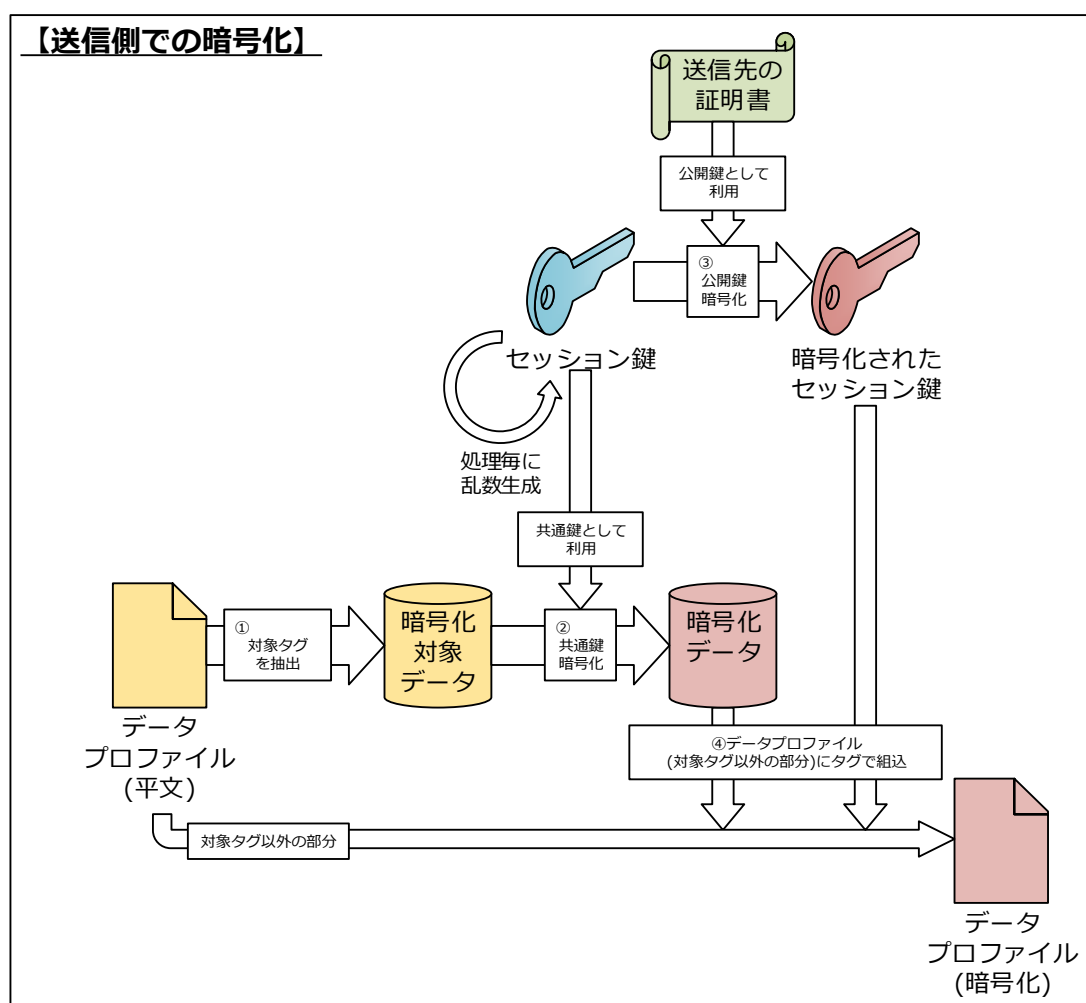 【送信側での暗号化】
送信先の
証明書
公開鍵として
利用
③
公開鍵
暗号化
セッション鍵
暗号化された
セッション鍵
処理毎に
乱数生成
共通鍵として
利用
①
対象タグ
を抽出
暗号化
対象
データ
②
共通鍵
暗号化
暗号化
データ
データ
プロファイル
(平文)
④データプロファイル
(対象タグ以外の部分)にタグで組込
対象タグ以外の部分
データ
プロファイル
(暗号化)